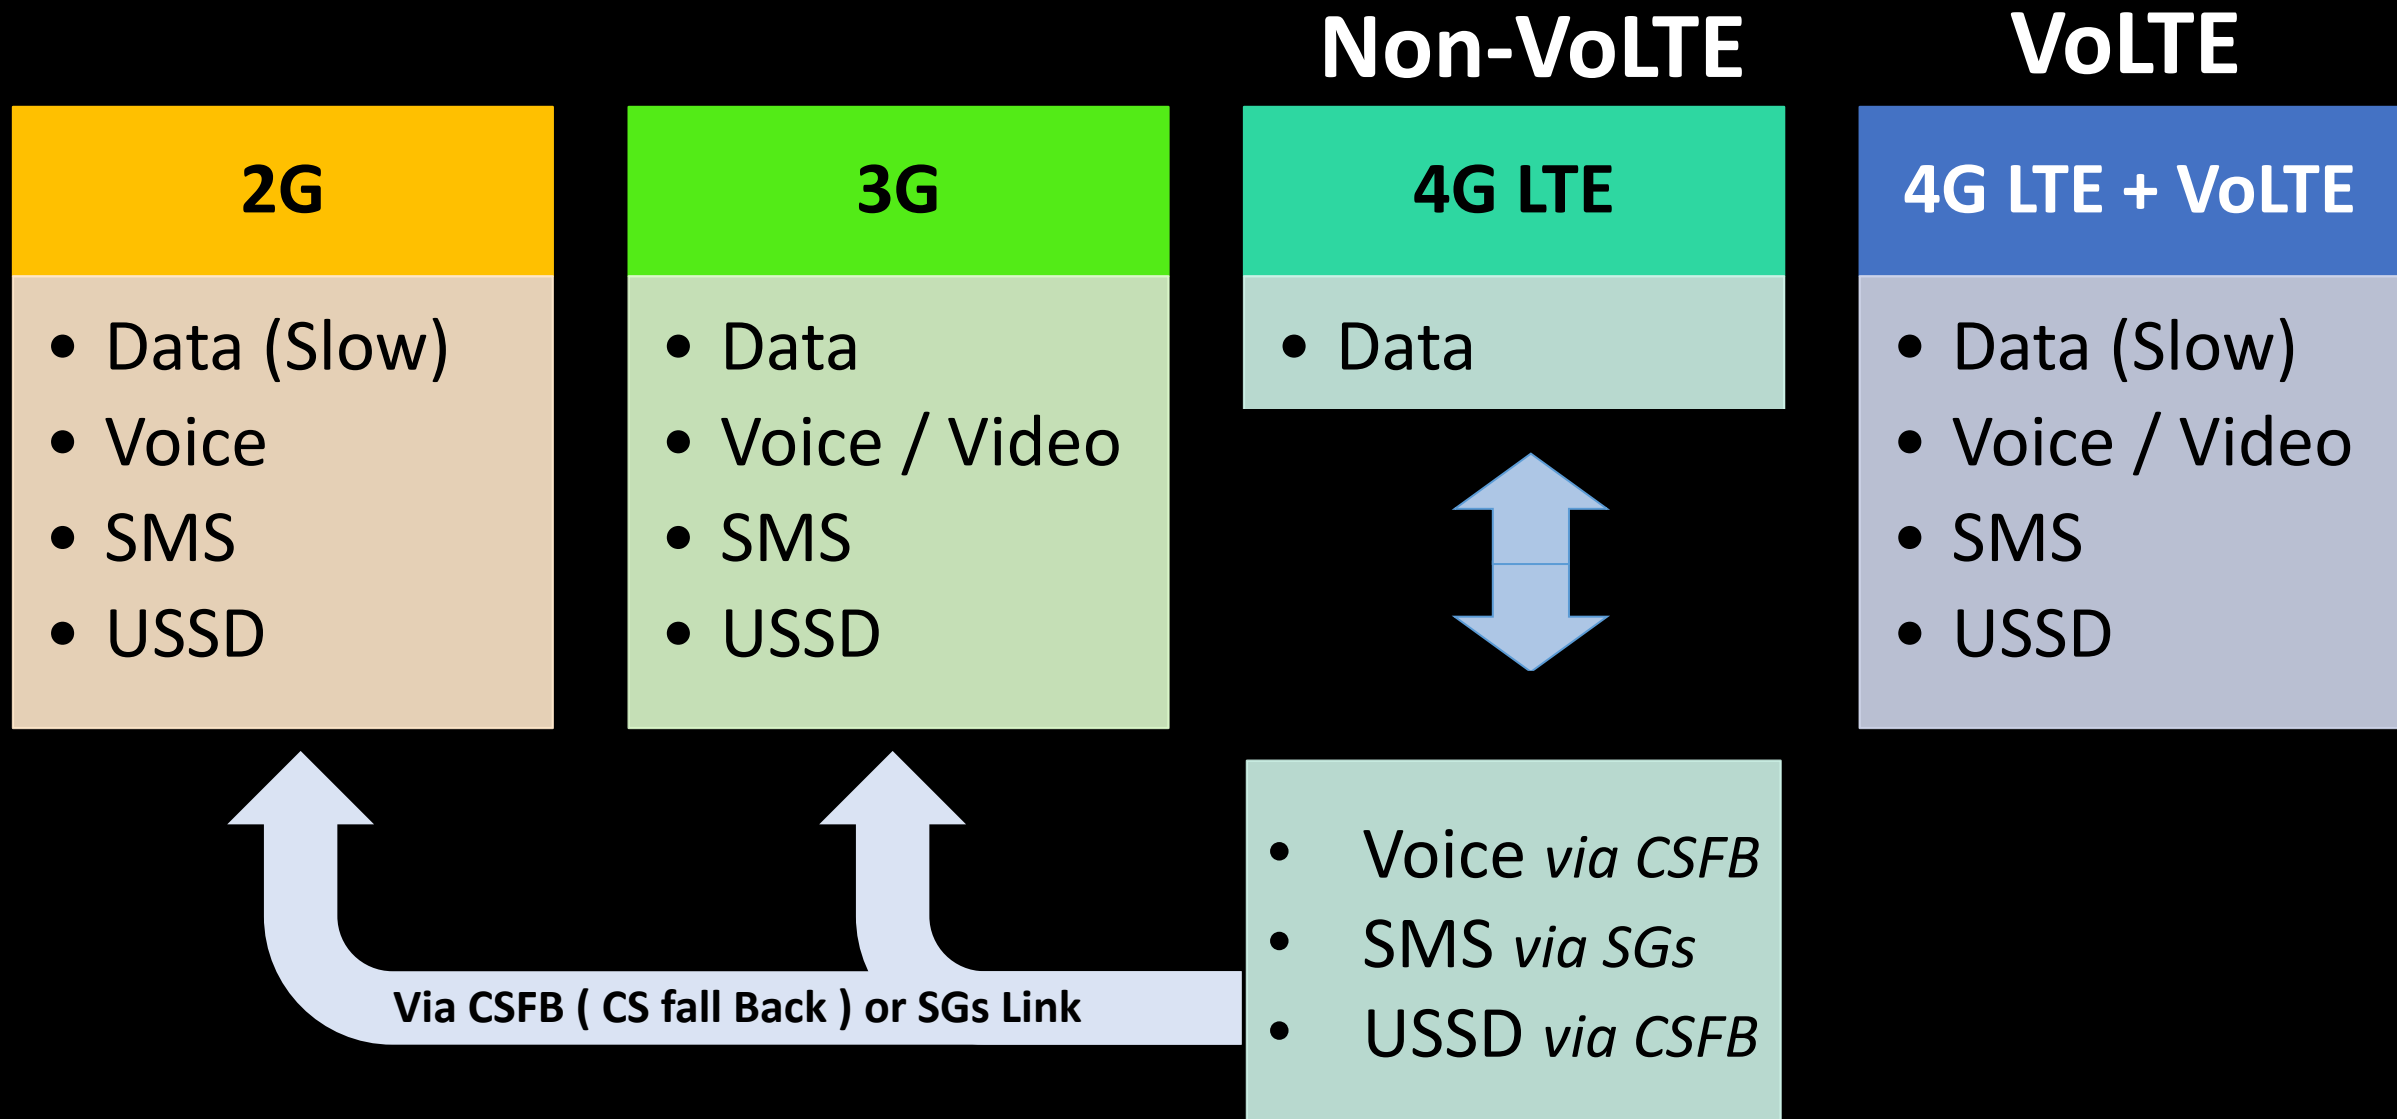 Non-VoLTE
VoLTE
2G
• Data (Slow)
• Voice
• SMS
• USSD
3G
• Data
• Voice / Video
• SMS
• USSD
4G LTE
• Data
4G LTE + VoLTE
• Data (Slow)
• Voice / Video
• SMS
• USSD
• Voice via CSFB
• SMS via SGs
• USSD via CSFB
Via CSFB ( CS fall Back ) or SGs Link